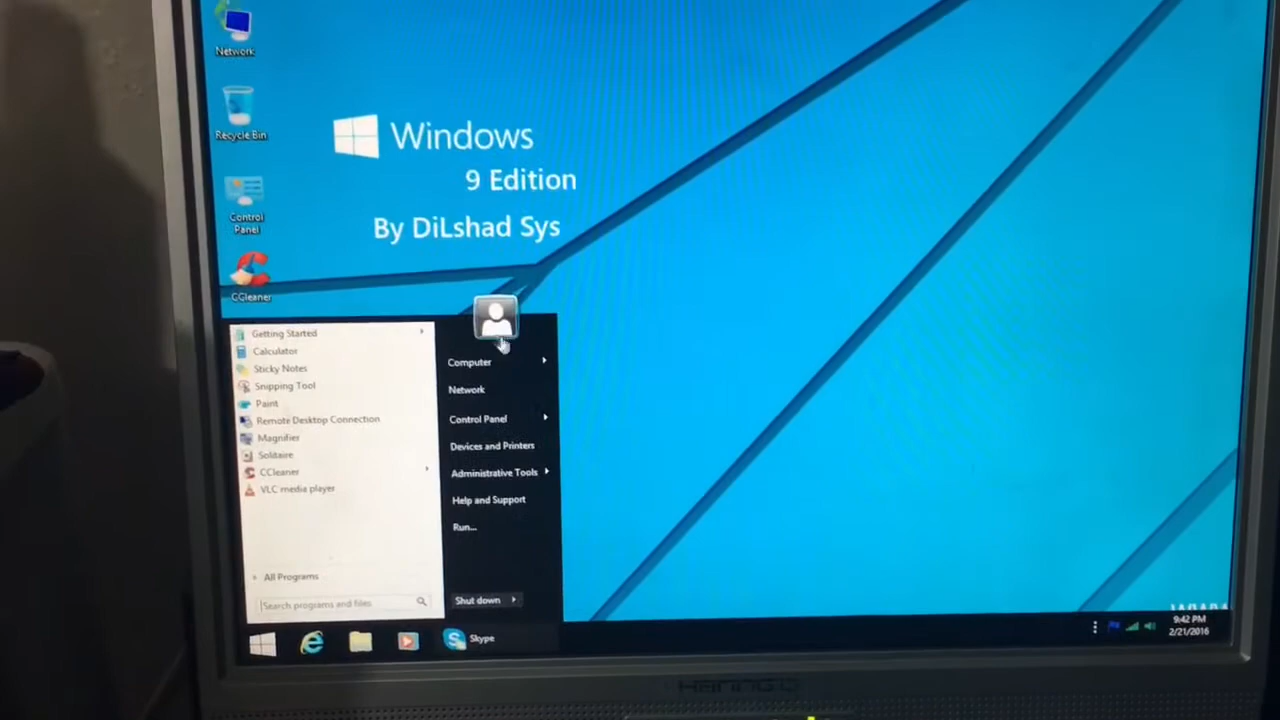 Network
Recycle Bin
Control
Panel
CCleaner
Windows
9 Edition
By DiLshad Sys
Getting Started
Calculator
Sticky Notes
Snipping Tool
Paint
Remote Desktop Connection
Magnifier
Solitaire
CCleaner
VLC media player
All Programs
Search programs and files
Computer
Network
Control Panel
Devices and Printers
Administrative Tools
Help and Support
Run...
Shut down
Skype
9:42 PM
2/21/2016